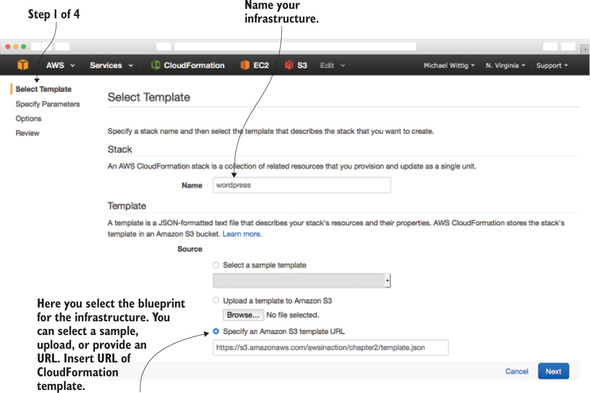 Step 1 of 4
Name your
infrastructure.
AWS
Services
CloudFormation
EC2
S3
Edit
Michael Wittig
N. Virginia
Support
Select Template
Specify Parameters
Options
Review
Select Template
Specify a stack name and then select the template that describes the stack that you want to create.
Stack
An AWS CloudFormation stack is a collection of related resources that you provision and update as a single unit.
Name
wordpress
Template
A template is a JSON-formatted text file that describes your stack's resources and their properties. AWS CloudFormation stores the stack's
template in an Amazon S3 bucket. Learn more.
Source
Select a sample template
Upload a template to Amazon S3
Browse... No file selected.
Specify an Amazon S3 template URL
https://s3.amazonaws.com/awsinaction/chapter2/template.json
Here you select the blueprint
for the infrastructure. You
can select a sample,
upload, or provide an
URL. Insert URL of
CloudFormation
template.
Cancel
Next